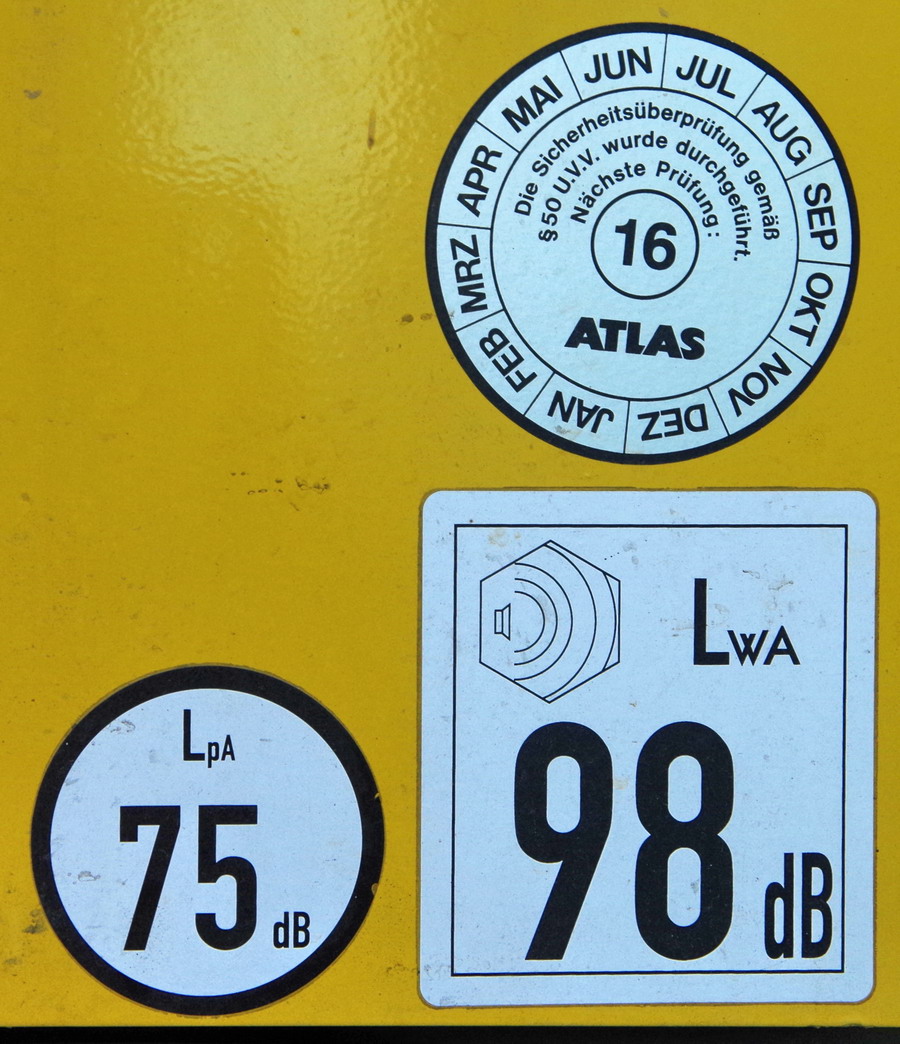 JAN FEB MRZ APR MAI JUN JUL AUG SEP OKT NOV DEZ
Die Sicherheitsüberprüfung gemäß
§50 U.V.V. wurde durchgeführt.
Nächste Prüfung:
16
ATLAS
LWA
98 dB
LpA
75 dB